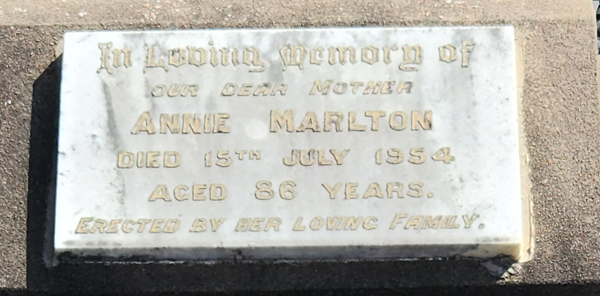 In Loving Memory of
OUR DEAR MOTHER
ANNIE MARLTON
DIED 15TH JULY 1954
AGED 86 YEARS.
ERECTED BY HER LOVING FAMILY.